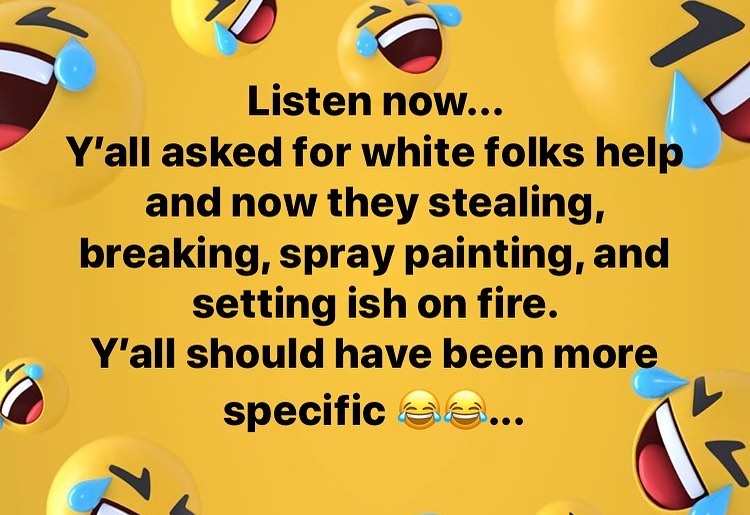 Listen now...
Y’all asked for white folks help
and now they stealing,
breaking, spray painting, and
setting ish on fire.
Y’all should have been more
specific 😂😂...